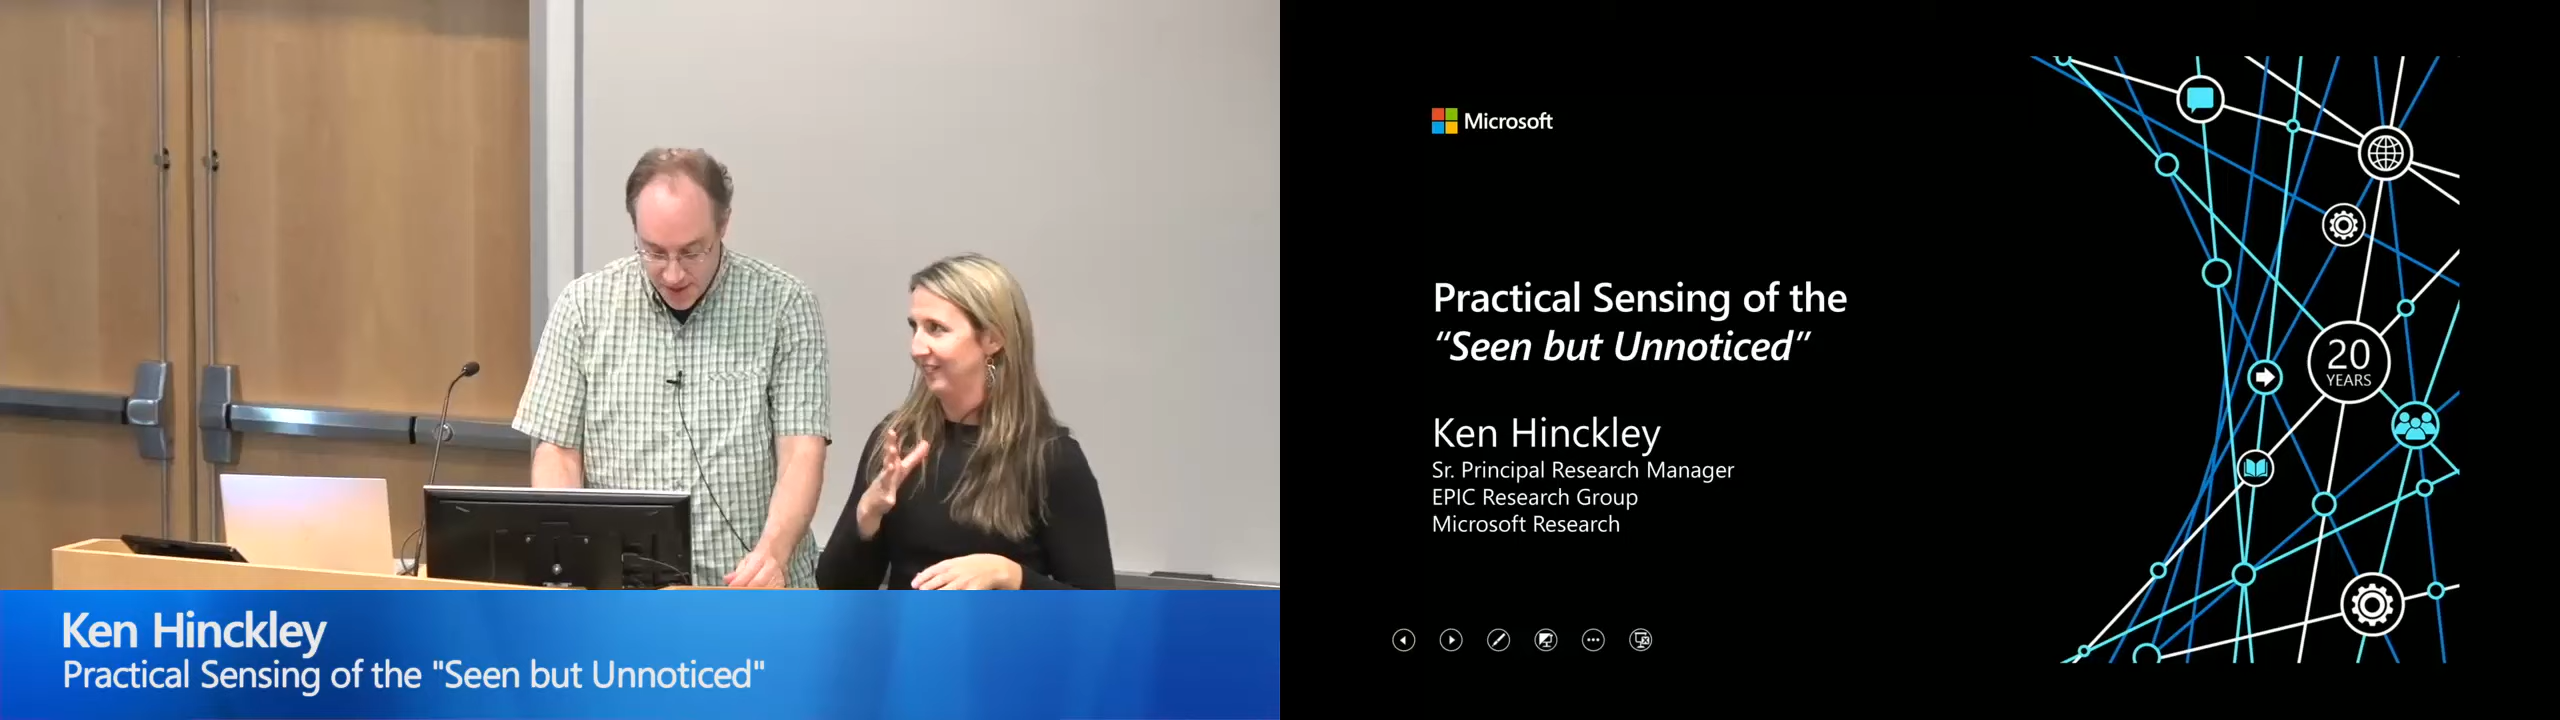 Ken Hinckley
Practical Sensing of the "Seen but Unnoticed"
Microsoft
Practical Sensing of the
“Seen but Unnoticed”
Ken Hinckley
Sr. Principal Research Manager
EPIC Research Group
Microsoft Research
20
YEARS